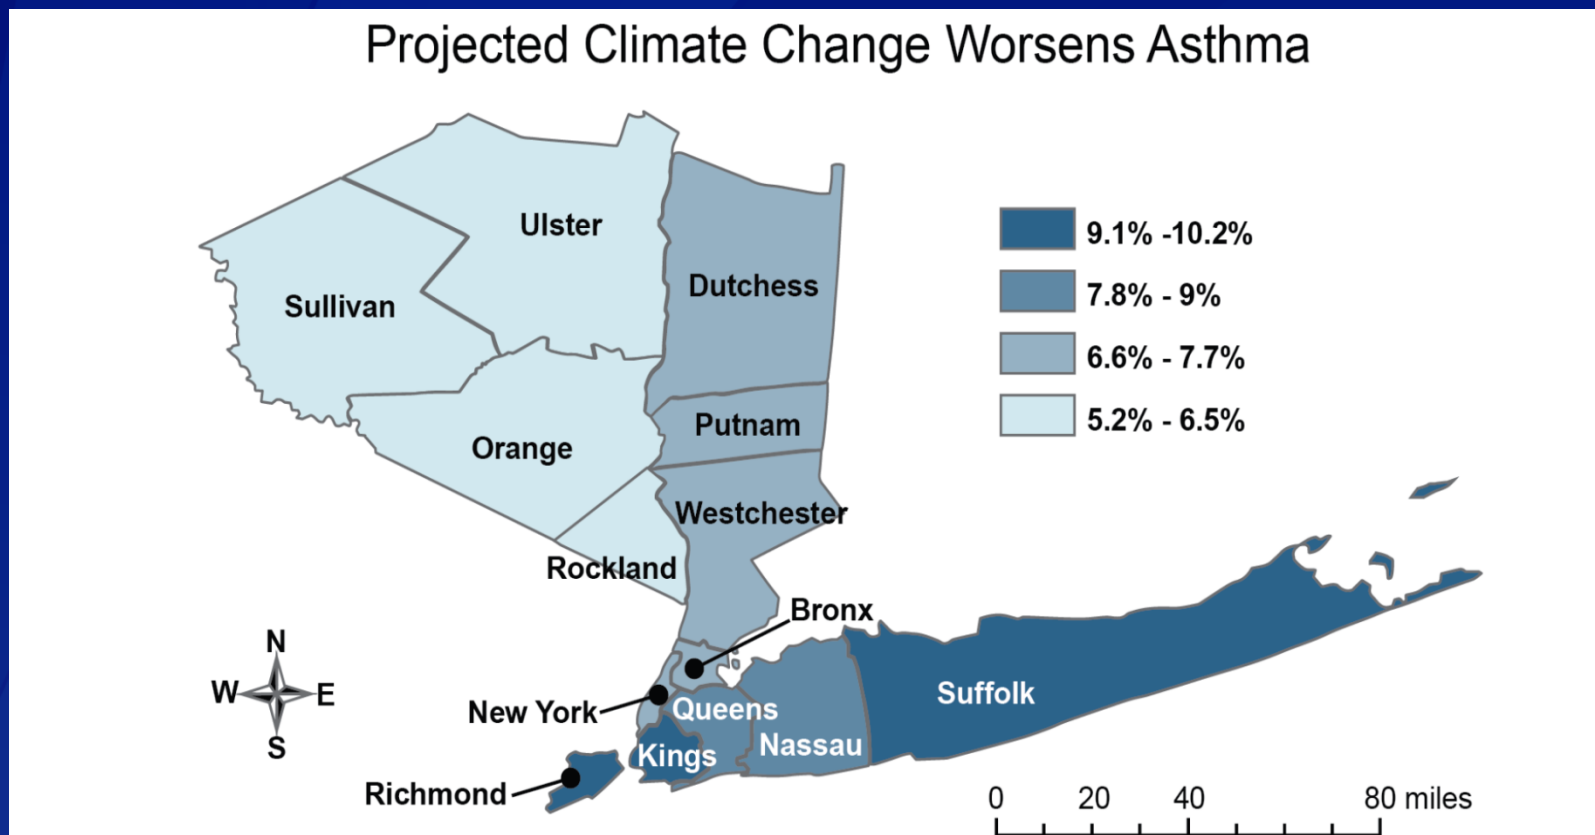 Projected Climate Change Worsens Asthma
Ulster
Dutchess
Sullivan
Putnam
Orange
Westchester
Rockland
Bronx
New York
Queens
Suffolk
Kings
Nassau
Richmond
9.1% -10.2%
7.8% - 9%
6.6% - 7.7%
5.2% - 6.5%
N
W E
S
0 20 40 80 miles